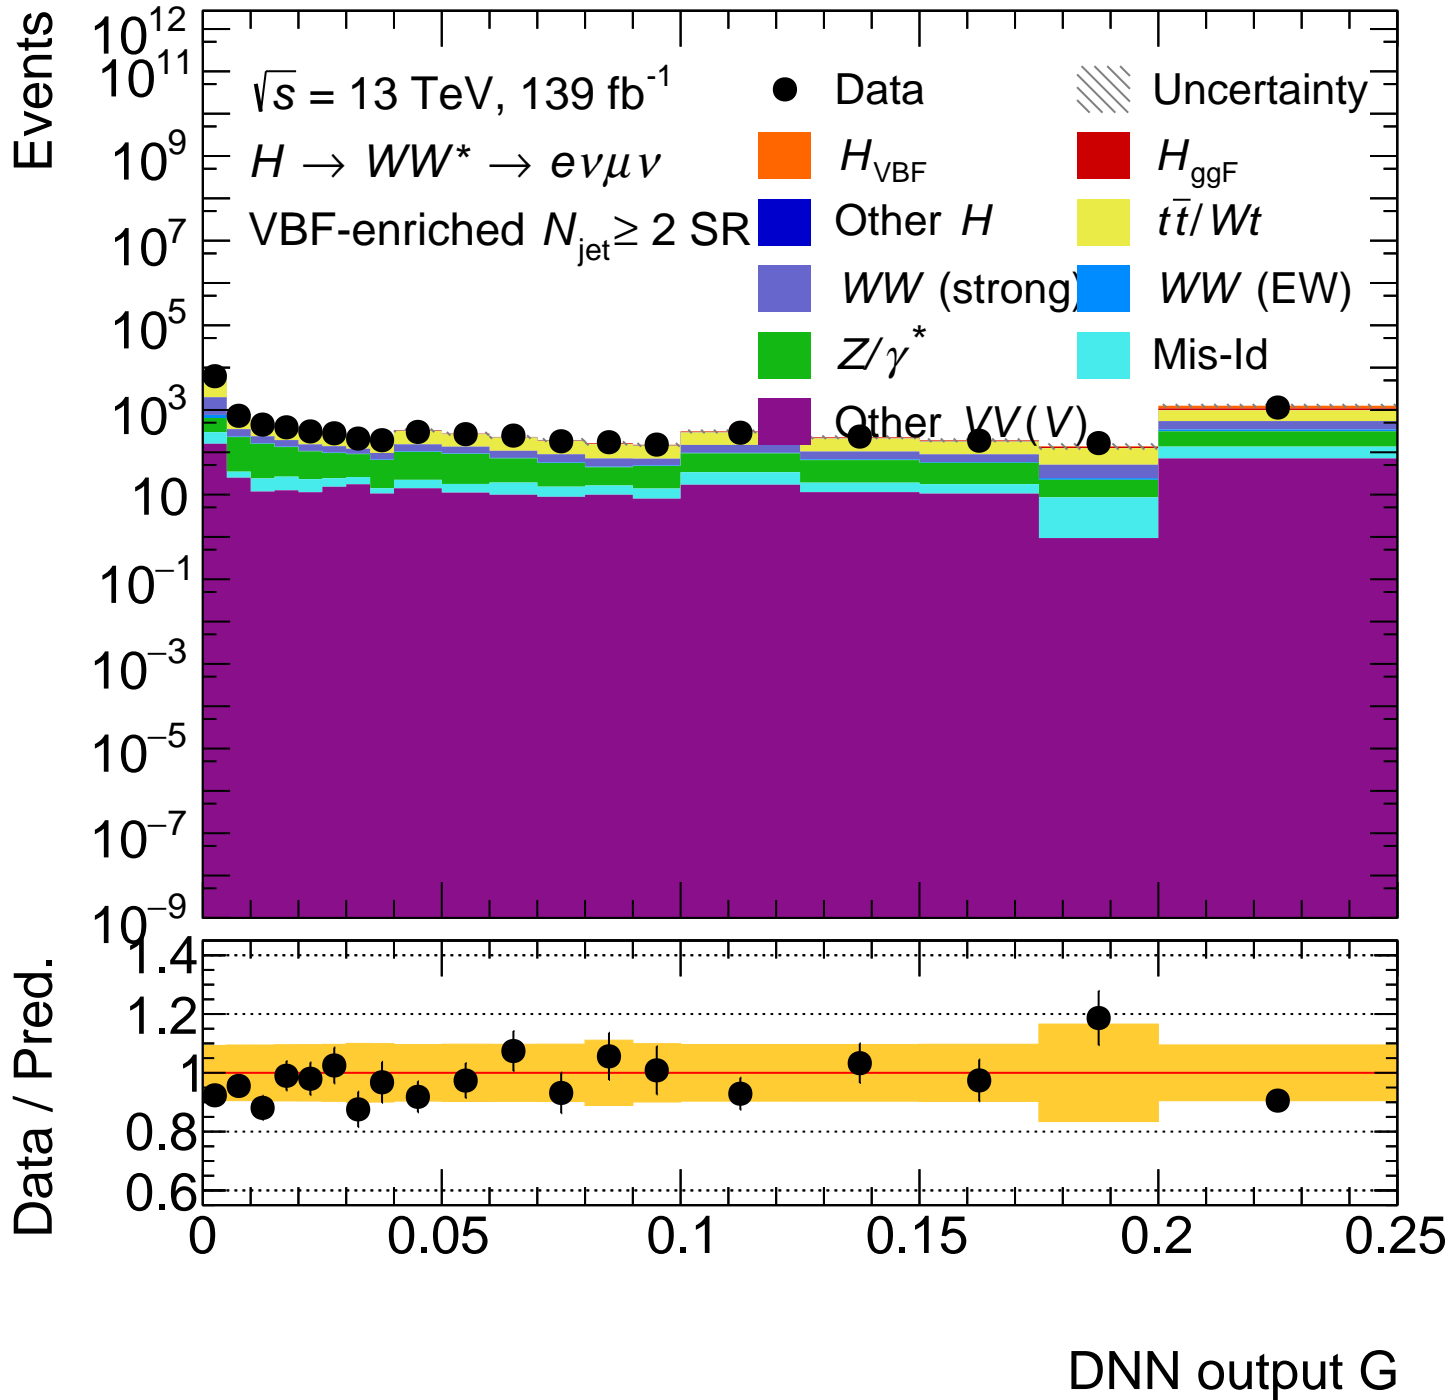 Events
10^12
10^11
10^9
10^7
10^5
10^3
10
10^−1
10^−3
10^−5
10^−7
10^−9
√s = 13 TeV, 139 fb^-1
H → WW* → eνμν
VBF-enriched N_jet ≥ 2 SR
Data
Uncertainty
H_VBF
H_ggF
Other H
tt̄/Wt
WW (strong)
WW (EW)
Z/γ*
Mis-Id
Other VV(V)
Data / Pred.
1.4
1.2
1
0.8
0.6
0 0.05 0.1 0.15 0.2 0.25
DNN output G